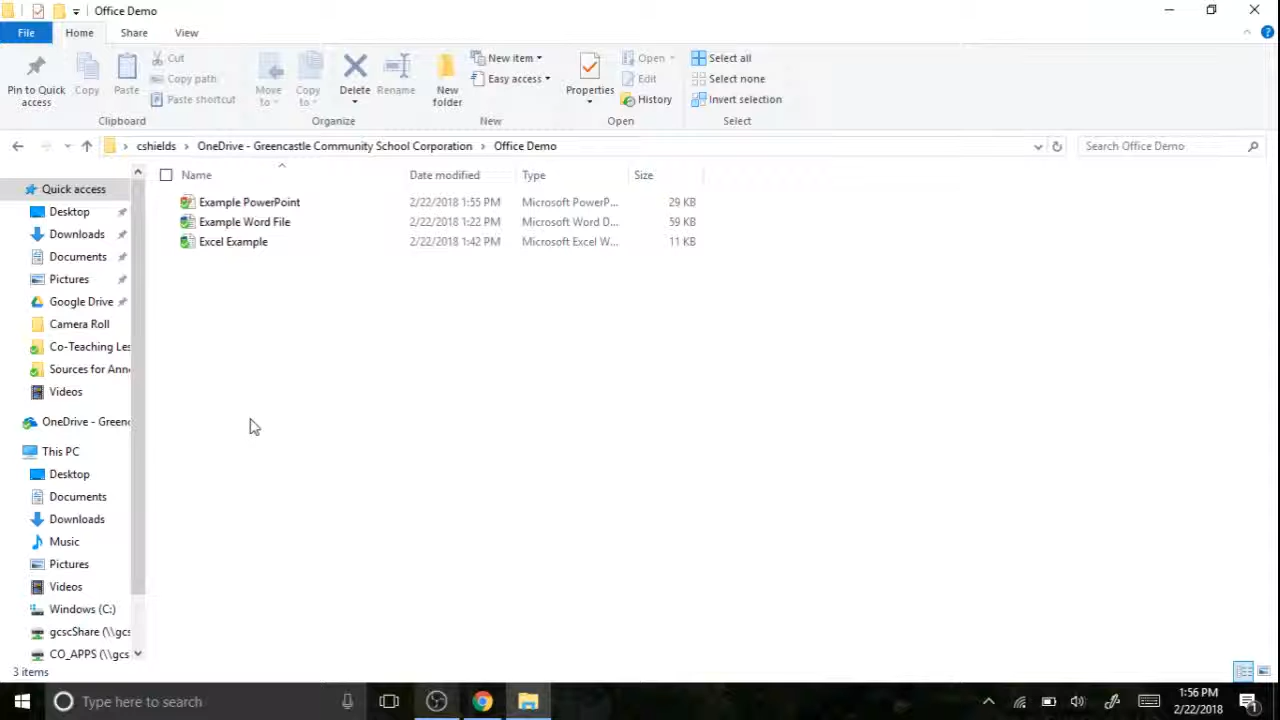 Office Demo
File Home Share View
Pin to Quick access
Copy
Paste
Cut
Copy path
Paste shortcut
Clipboard
Move to
Copy to
Delete
Rename
Organize
New folder
New item
Easy access
New
Properties
Open
Edit
History
Open
Select all
Select none
Invert selection
Select
cshields OneDrive - Greencastle Community School Corporation Office Demo
Search Office Demo
Name Date modified Type Size
Example PowerPoint 2/22/2018 1:55 PM Microsoft PowerP... 29 KB
Example Word File 2/22/2018 1:22 PM Microsoft Word D... 59 KB
Excel Example 2/22/2018 1:42 PM Microsoft Excel W... 11 KB
Quick access
Desktop
Downloads
Documents
Pictures
Google Drive
Camera Roll
Co-Teaching Les
Sources for Anno
Videos
OneDrive - Greenc
This PC
Desktop
Documents
Downloads
Music
Pictures
Videos
Windows (C:)
gcscShare (\\gcs
CO_APPS (\\gcs
3 items
Type here to search
1:56 PM
2/22/2018
1